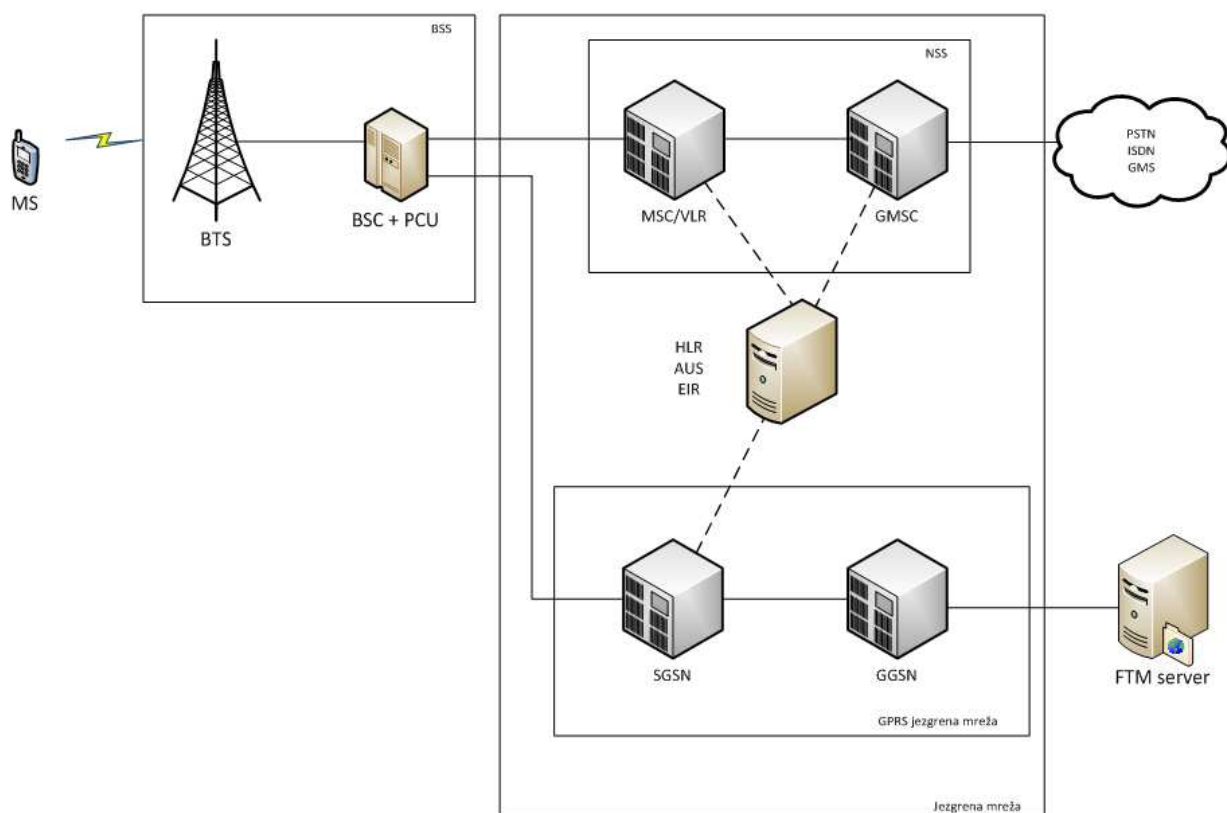 BSS
NSS
PSTN
ISDN
GMS
MS
BTS
BSC + PCU
MSC/VLR
GMSC
HLR
AUS
EIR
SGSN
GGSN
FTM server
GPRS jezgrena mreža
Jezgrena mreža